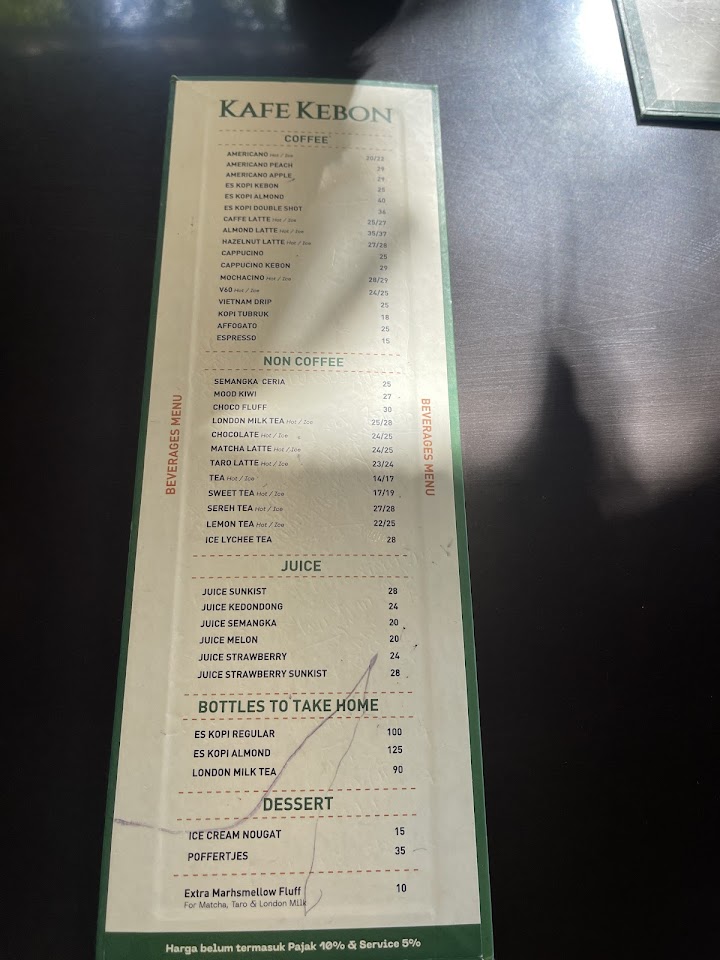 KAFE KEBON
COFFEE
AMERICANO Hot / Ice 20/23
AMERICANO PEACH 29
AMERICANO APPLE 29
ES KOPI KEBON 25
ES KOPI ALMOND 40
ES KOPI DOUBLE SHOT 36
CAFFE LATTE Hot / Ice 25/27
ALMOND LATTE Hot / Ice 35/37
HAZELNUT LATTE Hot / Ice 27/28
CAPPUCINO 25
CAPPUCINO KEBON 29
MOCHACINO Hot / Ice 28/29
V60 Hot / Ice 24/25
VIETNAM DRIP 25
KOPI TUBRUK 18
AFFOGATO 25
ESPRESSO 15
NON COFFEE
SEMANGKA CERIA 25
MOOD KIWI 27
CHOCO FLUFF 30
LONDON MILK TEA Hot / Ice 25/28
CHOCOLATE Hot / Ice 24/25
MATCHA LATTE Hot / Ice 24/25
TARO LATTE Hot / Ice 23/24
TEA Hot / Ice 14/17
SWEET TEA Hot / Ice 17/19
SEREH TEA Hot / Ice 27/28
LEMON TEA Hot / Ice 22/25
ICE LYCHEE TEA 28
BEVERAGES MENU
BEVERAGES MENU
JUICE
JUICE SUNKIST 28
JUICE KEDONDONG 24
JUICE SEMANGKA 20
JUICE MELON 20
JUICE STRAWBERRY 24
JUICE STRAWBERRY SUNKIST 28
BOTTLES TO TAKE HOME
ES KOPI REGULAR 100
ES KOPI ALMOND 125
LONDON MILK TEA 90
DESSERT
ICE CREAM NOUGAT 15
POFFERTJES 35
Extra Marhsmellow Fluff 10
For Matcha, Taro & London Milk
Harga belum termasuk Pajak 10% & Service 5%